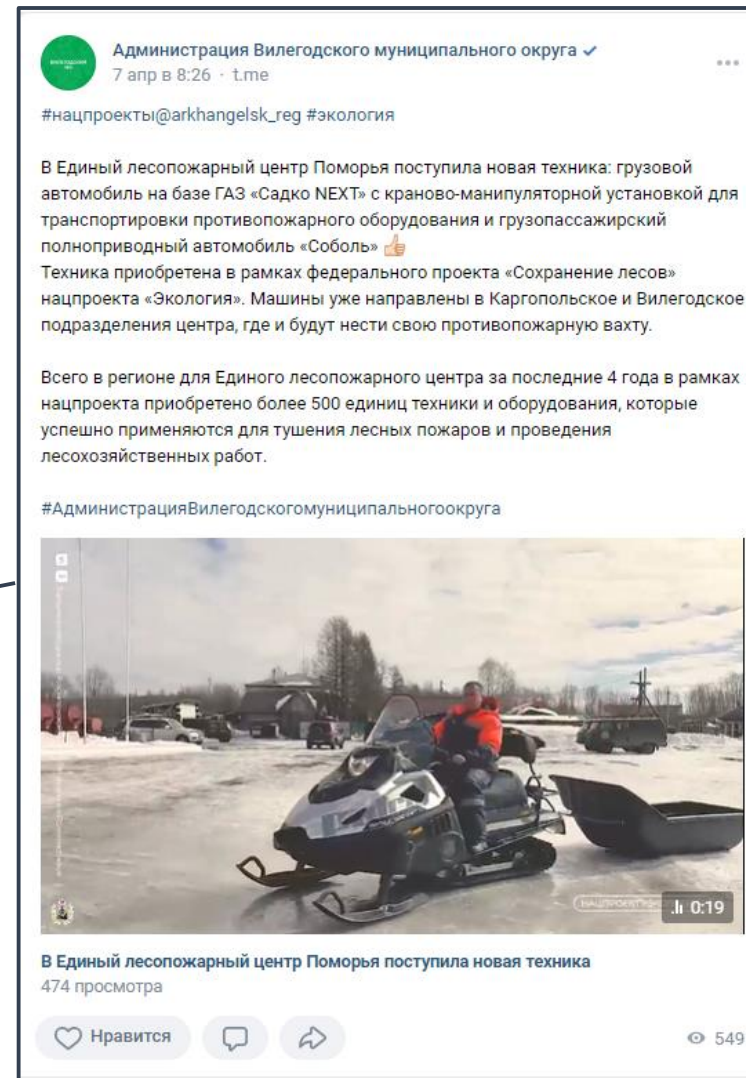 Администрация Вилегодского муниципального округа
7 апр в 8:26 · t.me
#нацпроекты@arkhangelsk_reg #экология
В Единый лесопожарный центр Поморья поступила новая техника: грузовой
автомобиль на базе ГАЗ «Садко NEXT» с краново-манипуляторной установкой для
транспортировки противопожарного оборудования и грузопассажирский
полноприводный автомобиль «Соболь» 👍
Техника приобретена в рамках федерального проекта «Сохранение лесов»
нацпроекта «Экология». Машины уже направлены в Каргопольское и Вилегодское
подразделения центра, где и будут нести свою противопожарную вахту.
Всего в регионе для Единого лесопожарного центра за последние 4 года в рамках
нацпроекта приобретено более 500 единиц техники и оборудования, которые
успешно применяются для тушения лесных пожаров и проведения
лесохозяйственных работ.
#АдминистрацияВилегодскогомуниципальногоокруга
0:19
В Единый лесопожарный центр Поморья поступила новая техника
474 просмотра
Нравится
549